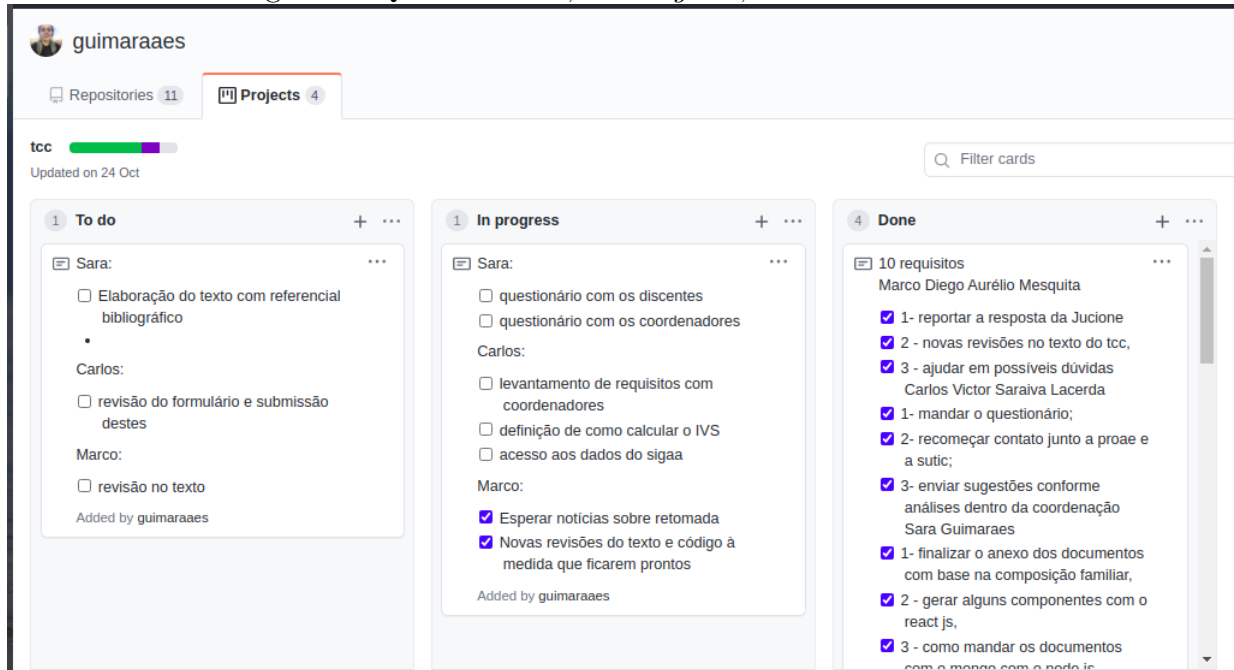 guimaraaes
Repositories 11
Projects 4
tcc
Updated on 24 Oct
Filter cards
1 To do
Sara:
Elaboração do texto com referencial
bibliográfico
Carlos:
revisão do formulário e submissão
destes
Marco:
revisão no texto
Added by guimaraaes
1 In progress
Sara:
questionário com os discentes
questionário com os coordenadores
Carlos:
levantamento de requisitos com
coordenadores
definição de como calcular o IVS
acesso aos dados do sigaa
Marco:
Esperar notícias sobre retomada
Novas revisões do texto e código à
medida que ficarem prontos
Added by guimaraaes
4 Done
10 requisitos
Marco Diego Aurélio Mesquita
1- reportar a resposta da Jucione
2 - novas revisões no texto do tcc,
3 - ajudar em possíveis dúvidas
Carlos Victor Saraiva Lacerda
1- mandar o questionário;
2- recomeçar contato junto a proae e
a sutic;
3- enviar sugestões conforme
análises dentro da coordenação
Sara Guimaraes
1- finalizar o anexo dos documentos
com base na composição familiar,
2 - gerar alguns componentes com o
react js,
3 - como mandar os documentos
com o mongo com o node js